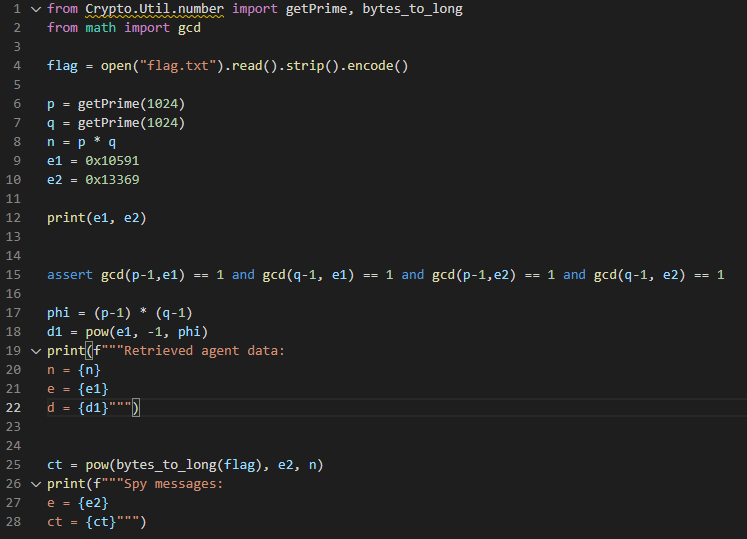 1 from Crypto.Util.number import getPrime, bytes_to_long
2 from math import gcd
3
4 flag = open("flag.txt").read().strip().encode()
5
6 p = getPrime(1024)
7 q = getPrime(1024)
8 n = p * q
9 e1 = 0x10591
10 e2 = 0x13369
11
12 print(e1, e2)
13
14
15 assert gcd(p-1,e1) == 1 and gcd(q-1, e1) == 1 and gcd(p-1,e2) == 1 and gcd(q-1, e2) == 1
16
17 phi = (p-1) * (q-1)
18 d1 = pow(e1, -1, phi)
19 print(f"""Retrieved agent data:
20 n = {n}
21 e = {e1}
22 d = {d1}""")
23
24
25 ct = pow(bytes_to_long(flag), e2, n)
26 print(f"""Spy messages:
27 e = {e2}
28 ct = {ct}""")